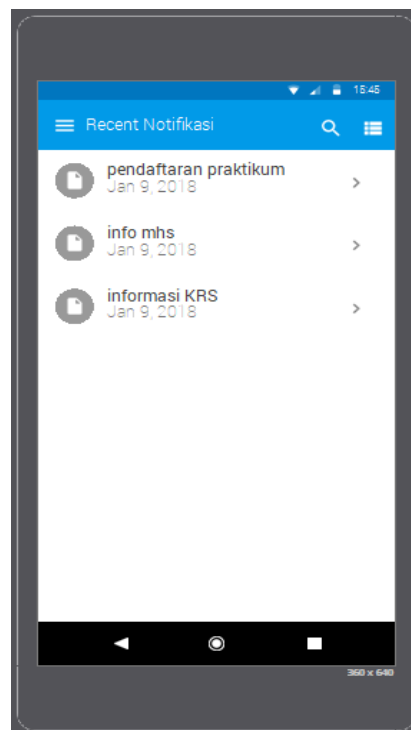 15:45
Recent Notifikasi
pendaftaran praktikum
Jan 9, 2018
info mhs
Jan 9, 2018
informasi KRS
Jan 9, 2018
360 x 640